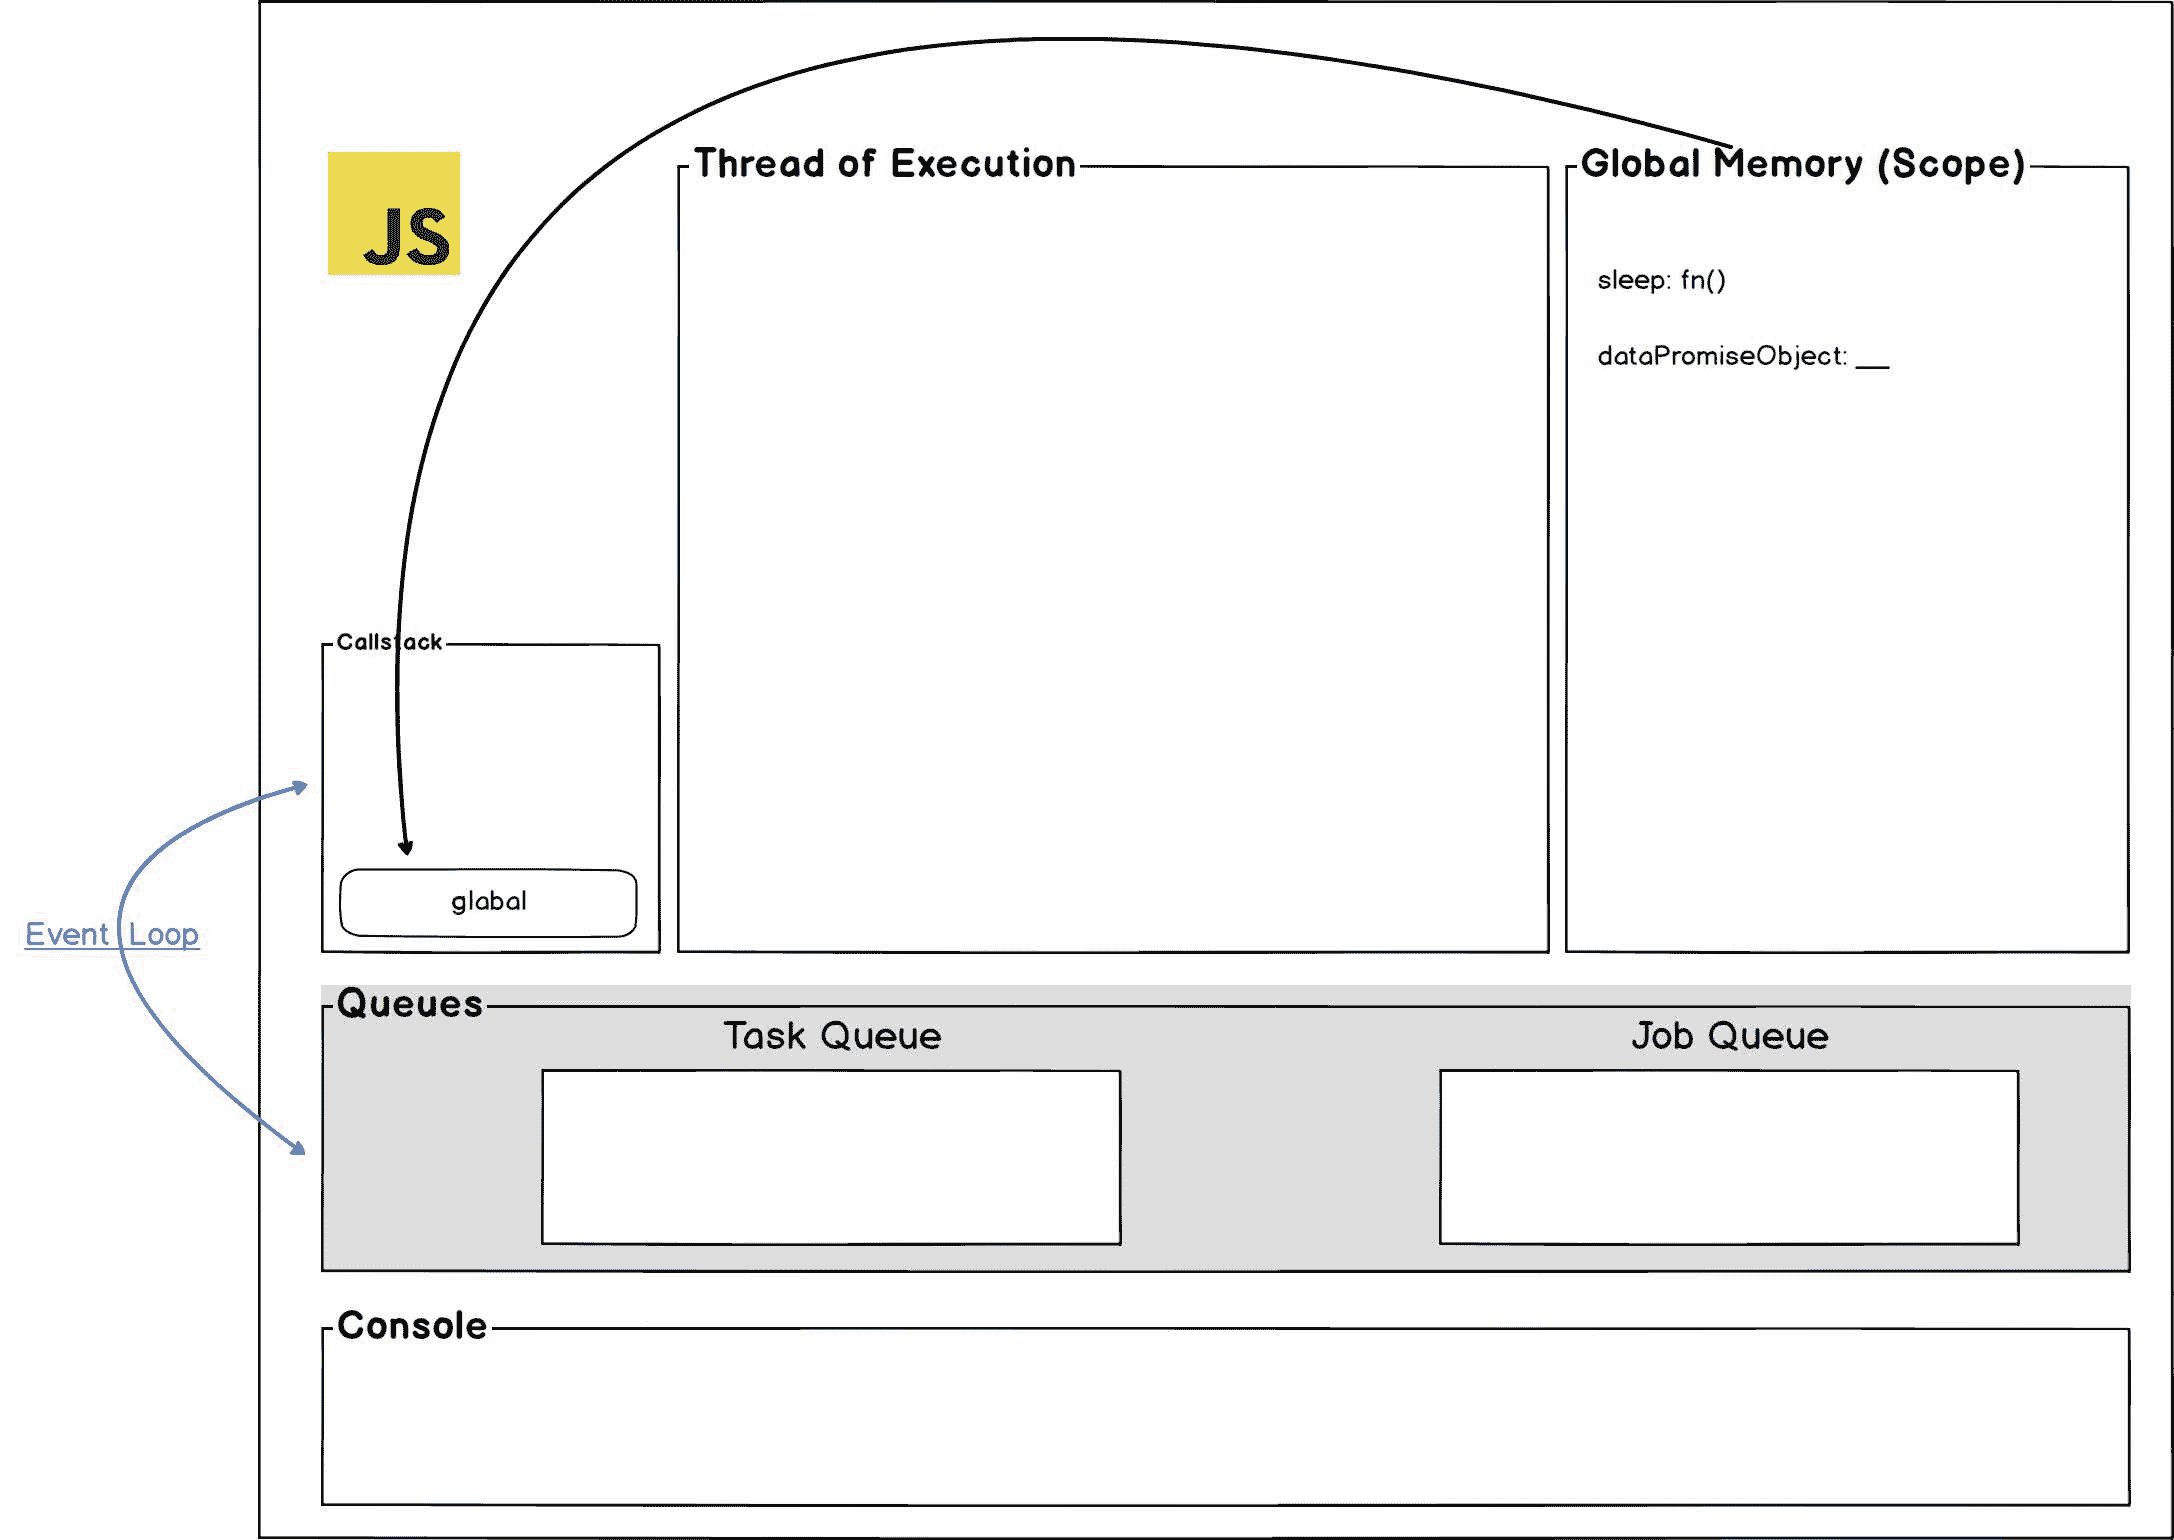 Thread of Execution
Global Memory (Scope)
JS
sleep: fn()
dataPromiseObject: __
Callstack
glabal
Event Loop
Queues
Task Queue
Job Queue
Console